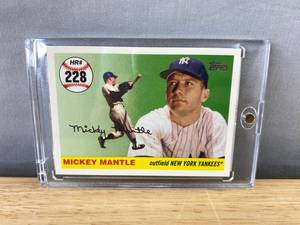 HR#
228
Topps
Mickey Mantle
MICKEY MANTLE
outfield NEW YORK YANKEES®